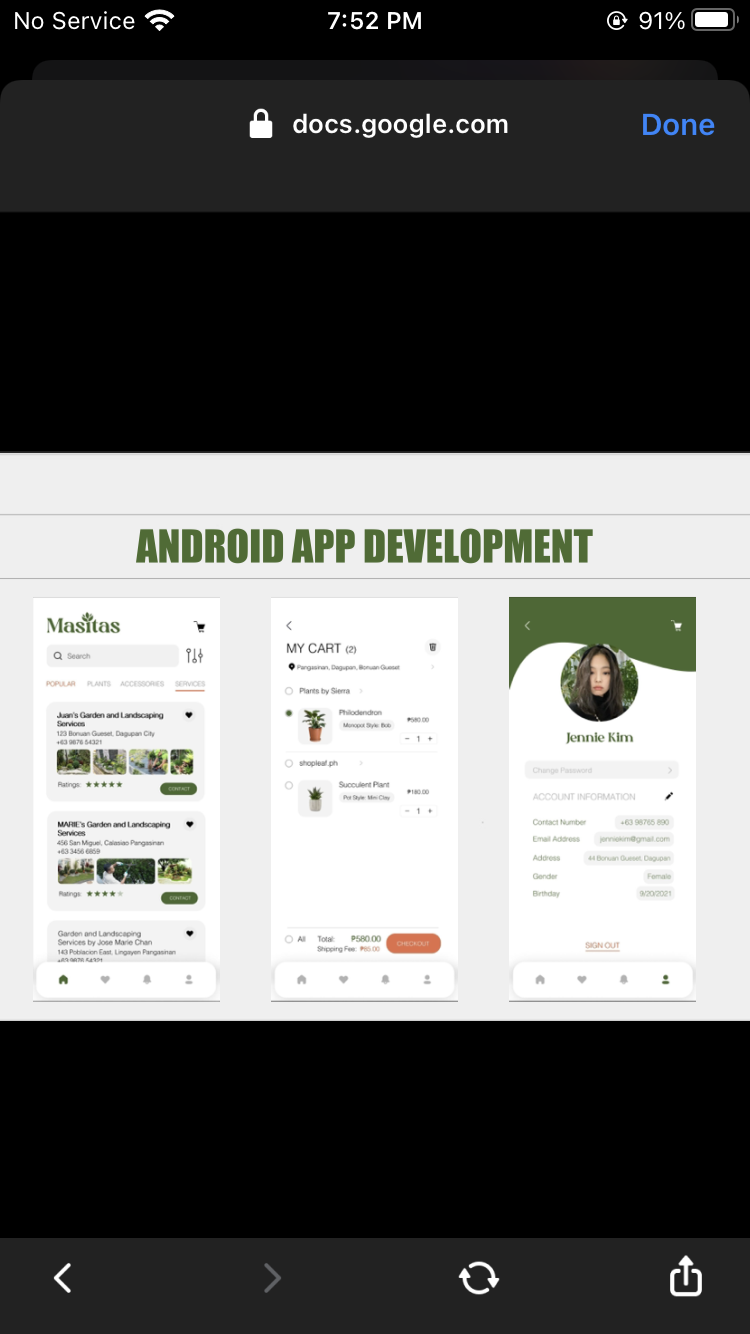 No Service 7:52 PM 91%
docs.google.com Done
ANDROID APP DEVELOPMENT
Masitas
Search
POPULAR PLANTS ACCESSORIES SERVICES
Juan's Garden and Landscaping
Services
123 Bonuan Gueset, Dagupan City
+63 9876 54321
Ratings:
CONTACT
MARIE's Garden and Landscaping
Services
456 San Miguel, Calasiao Pangasinan
+63 3456 6859
Ratings:
CONTACT
Garden and Landscaping
Services by Jose Marie Chan
143 Poblacion East, Lingayen Pangasinan
+63 9876 54321
MY CART (2)
Pangasinan, Dagupan, Bonuan Gueset
Plants by Sierra
Philodendron
₱580.00
Monopot Style: Bob
- 1 +
shopleaf.ph
Succulent Plant
₱180.00
Pot Style: Mini Clay
- 1 +
All Total: ₱580.00
Shipping Fee: ₱85.00
CHECKOUT
Jennie Kim
Change Password
ACCOUNT INFORMATION
Contact Number +63 98765 890
Email Address jenniekim@gmail.com
Address 44 Bonuan Gueset, Dagupan
Gender Female
Birthday 9/20/2021
SIGN OUT